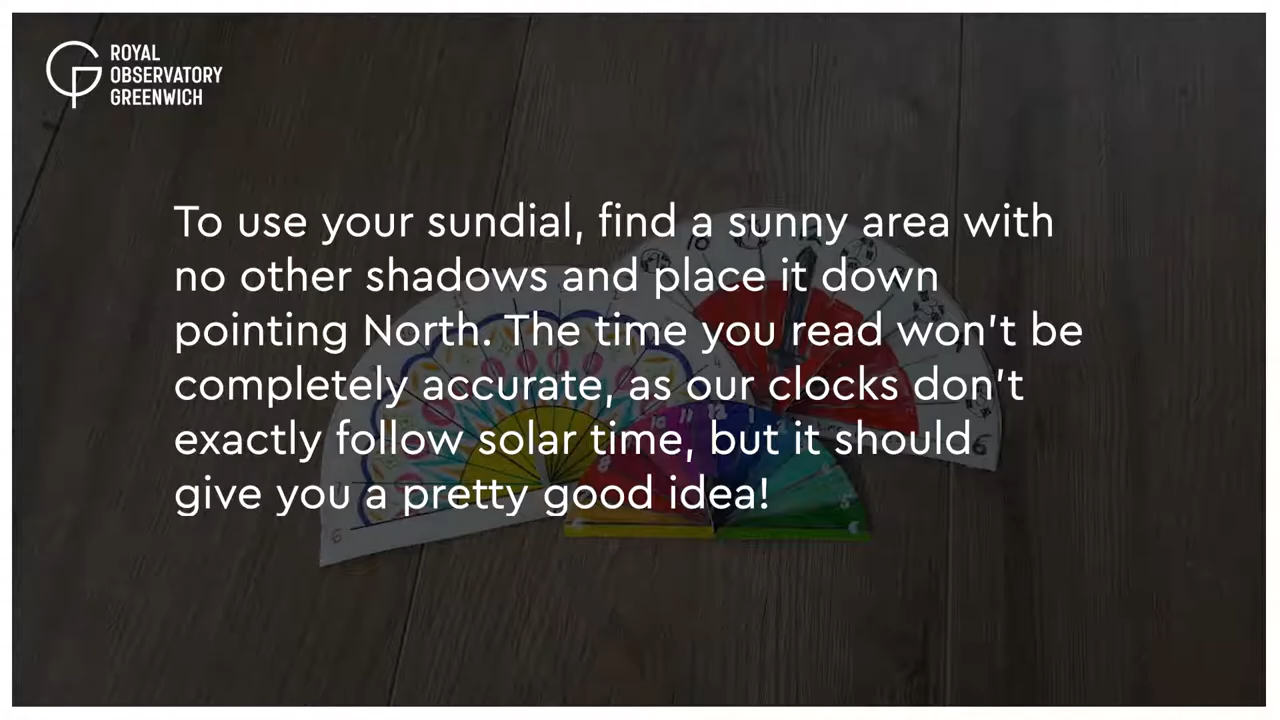 ROYAL
OBSERVATORY
GREENWICH
To use your sundial, find a sunny area with
no other shadows and place it down
pointing North. The time you read won't be
completely accurate, as our clocks don't
exactly follow solar time, but it should
give you a pretty good idea!